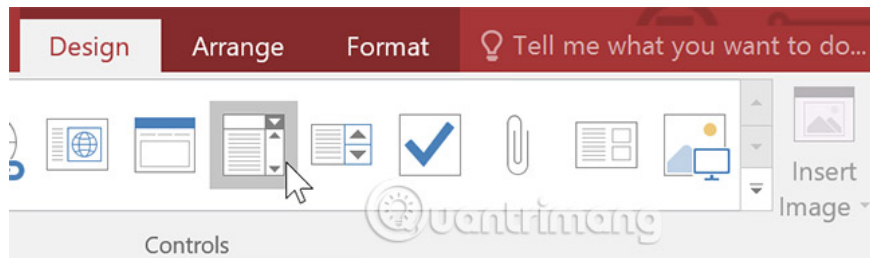 Design Arrange Format Tell me what you want to do...
Insert
Image
Quantrimang
Controls